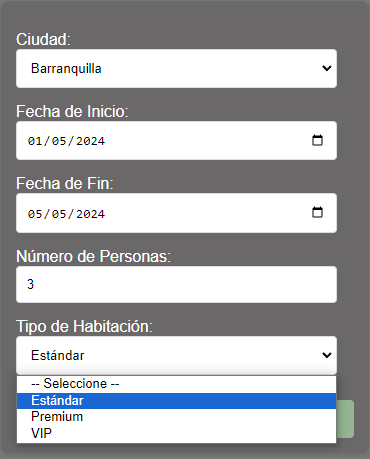 Ciudad:
Barranquilla
Fecha de Inicio:
01/05/2024
Fecha de Fin:
05/05/2024
Número de Personas:
3
Tipo de Habitación:
Estándar
-- Seleccione --
Estándar
Premium
VIP